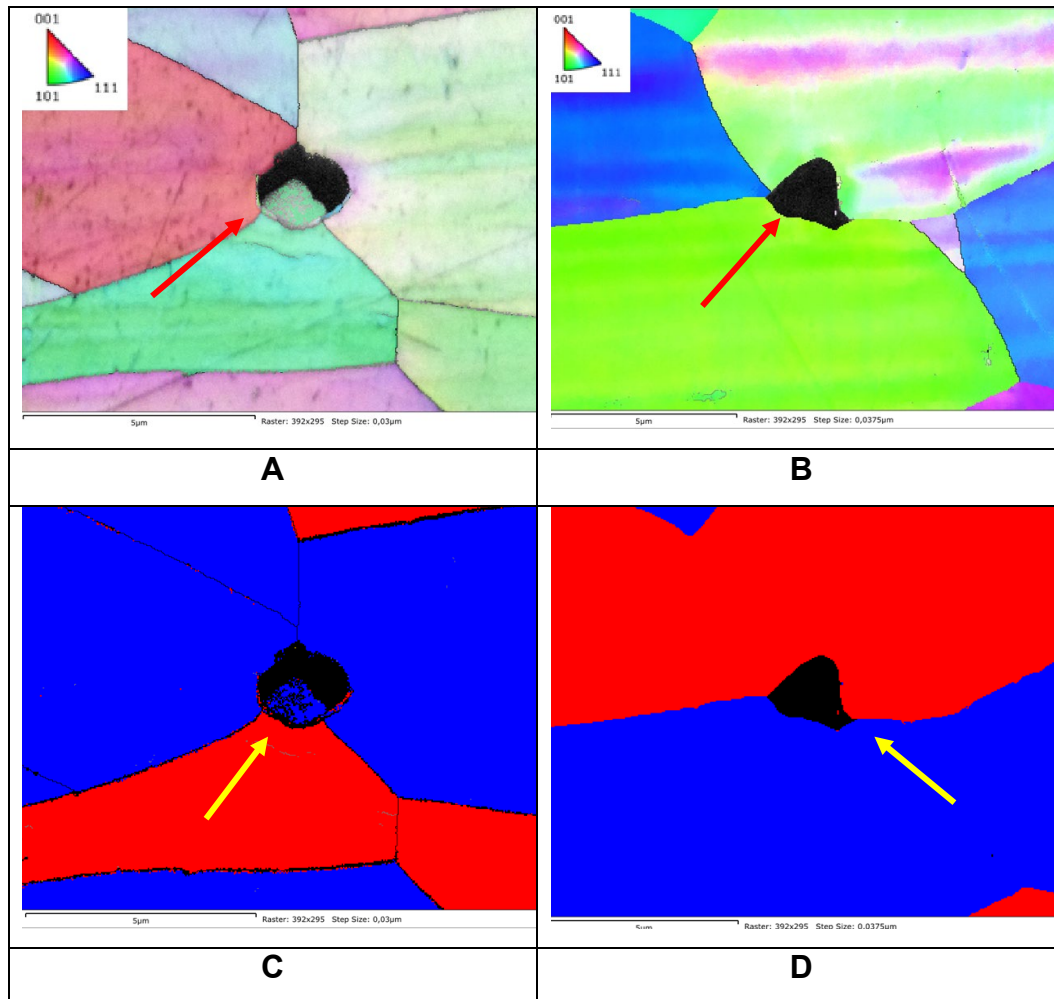 001
101
111
5µm
Raster: 392x295 Step Size: 0,03µm
001
101
111
5µm
Raster: 392x295 Step Size: 0,0375µm
A
B
5µm
Raster: 392x295 Step Size: 0,03µm
5µm
Raster: 392x295 Step Size: 0.0375µm
C
D